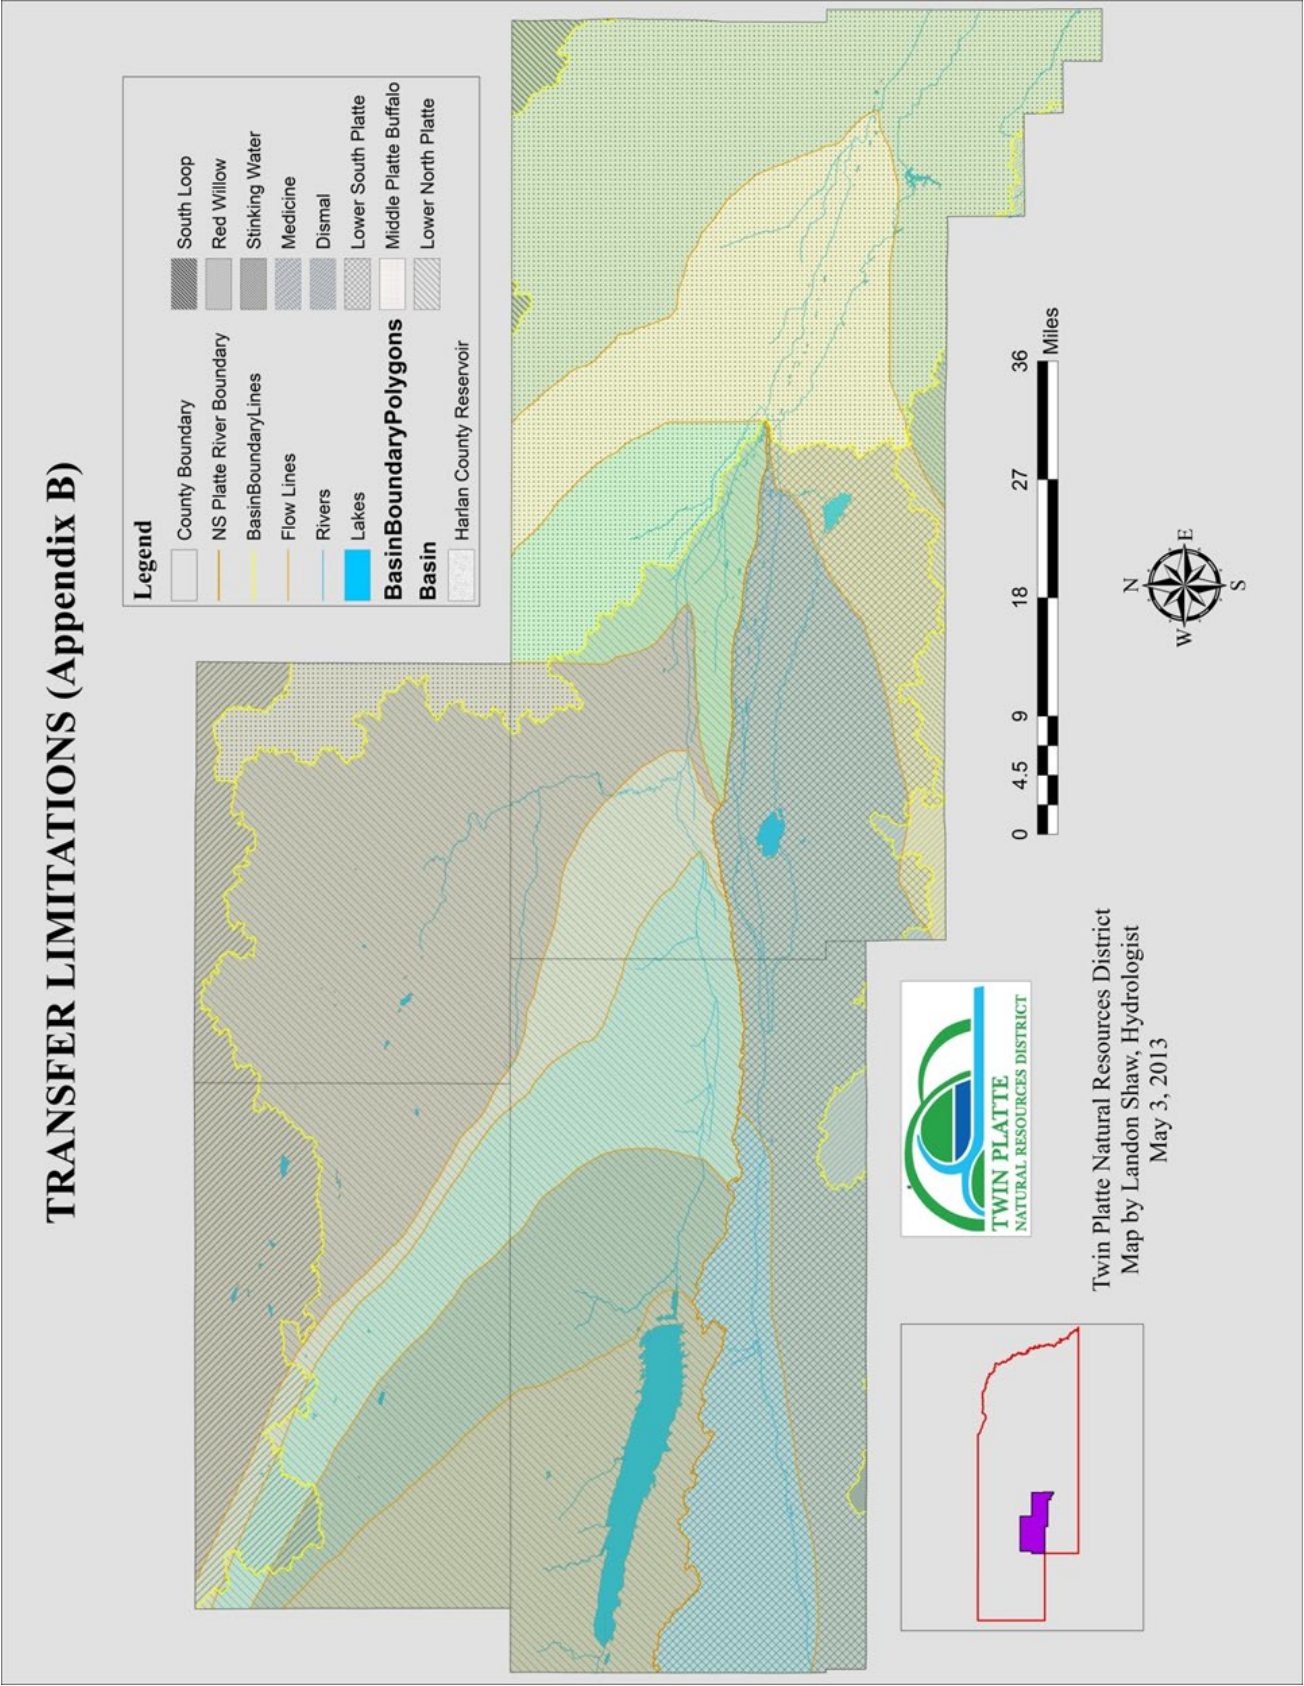 TRANSFER LIMITATIONS (Appendix B)
Legend
County Boundary
NS Platte River Boundary
BasinBoundaryLines
Flow Lines
Rivers
Lakes
BasinBoundaryPolygons
Basin
Harlan County Reservoir
South Loop
Red Willow
Stinking Water
Medicine
Dismal
Lower South Platte
Middle Platte Buffalo
Lower North Platte
0 4.5 9 18 27 36
Miles
N
W E
S
TWIN PLATTE
NATURAL RESOURCES DISTRICT
Twin Platte Natural Resources District
Map by Landon Shaw, Hydrologist
May 3, 2013